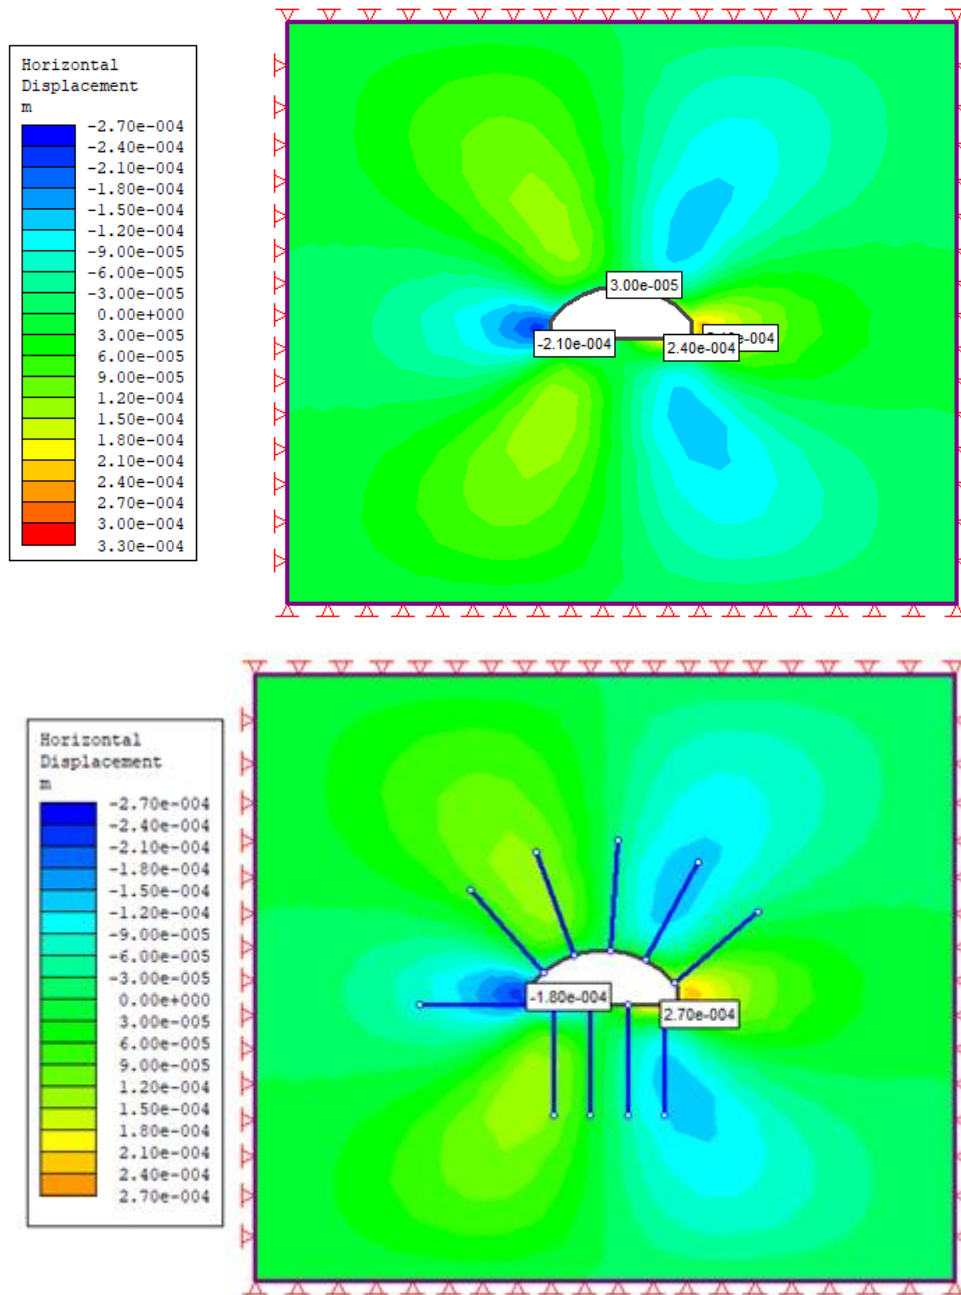 Horizontal
Displacement
m
-2.70e-004
-2.40e-004
-2.10e-004
-1.80e-004
-1.50e-004
-1.20e-004
-9.00e-005
-6.00e-005
-3.00e-005
0.00e+000
3.00e-005
6.00e-005
9.00e-005
1.20e-004
1.50e-004
1.80e-004
2.10e-004
2.40e-004
2.70e-004
3.00e-004
3.30e-004
3.00e-005
-2.10e-004
2.40e-004
Horizontal
Displacement
m
-2.70e-004
-2.40e-004
-2.10e-004
-1.80e-004
-1.50e-004
-1.20e-004
-9.00e-005
-6.00e-005
-3.00e-005
0.00e+000
3.00e-005
6.00e-005
9.00e-005
1.20e-004
1.50e-004
1.80e-004
2.10e-004
2.40e-004
2.70e-004
-1.80e-004
2.70e-004